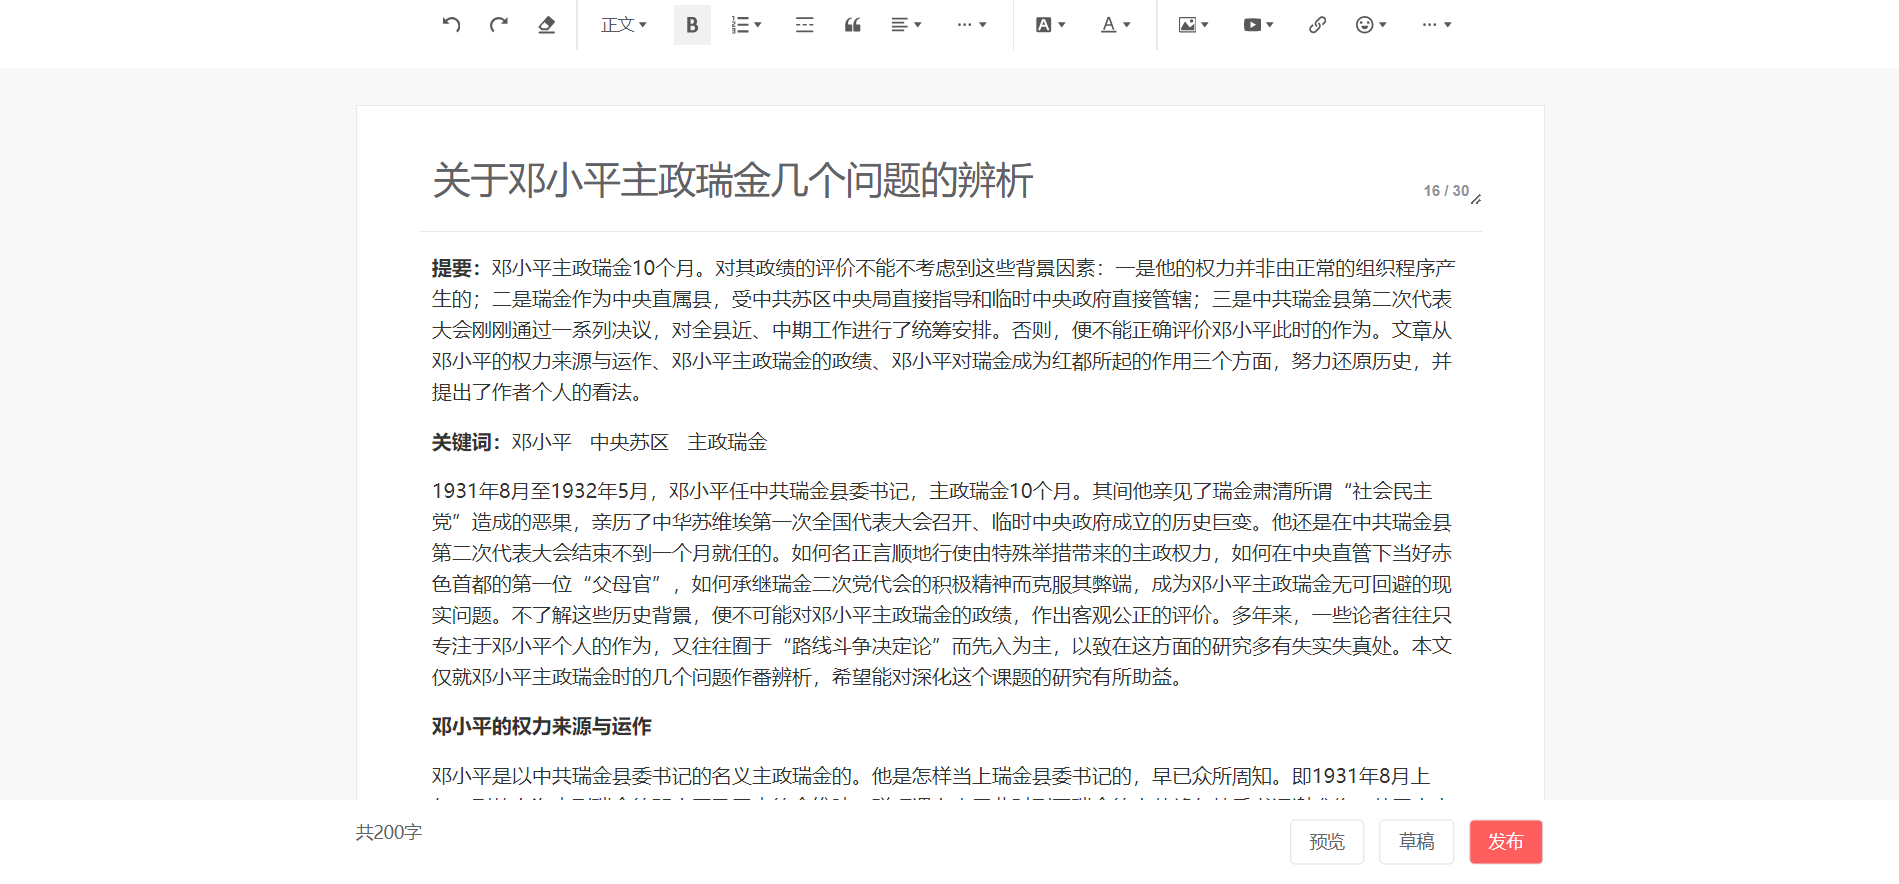 正文
B
A
A
关于邓小平主政瑞金几个问题的辨析
16 / 30
提要：邓小平主政瑞金10个月。对其政绩的评价不能不考虑到这些背景因素：一是他的权力并非由正常的组织程序产
生的；二是瑞金作为中央直属县，受中共苏区中央局直接指导和临时中央政府直接管辖；三是中共瑞金县第二次代表
大会刚刚通过一系列决议，对全县近、中期工作进行了统筹安排。否则，便不能正确评价邓小平此时的作为。文章从
邓小平的权力来源与运作、邓小平主政瑞金的政绩、邓小平对瑞金成为红都所起的作用三个方面，努力还原历史，并
提出了作者个人的看法。
关键词：邓小平 中央苏区 主政瑞金
1931年8月至1932年5月，邓小平任中共瑞金县委书记，主政瑞金10个月。其间他亲见了瑞金肃清所谓“社会民主
党”造成的恶果，亲历了中华苏维埃第一次全国代表大会召开、临时中央政府成立的历史巨变。他还是在中共瑞金县
第二次代表大会结束不到一个月就任的。如何名正言顺地行使由特殊举措带来的主政权力，如何在中央直管下当好赤
色首都的第一位“父母官”，如何承继瑞金二次党代会的积极精神而克服其弊端，成为邓小平主政瑞金无可回避的现
实问题。不了解这些历史背景，便不可能对邓小平主政瑞金的政绩，作出客观公正的评价。多年来，一些论者往往只
专注于邓小平个人的作为，又往往囿于“路线斗争决定论”而先入为主，以致在这方面的研究多有失实失真处。本文
仅就邓小平主政瑞金时的几个问题作番辨析，希望能对深化这个课题的研究有所助益。
邓小平的权力来源与运作
邓小平是以中共瑞金县委书记的名义主政瑞金的。他是怎样当上瑞金县委书记的，早已众所周知。即1931年8月上
共200字
预览
草稿
发布